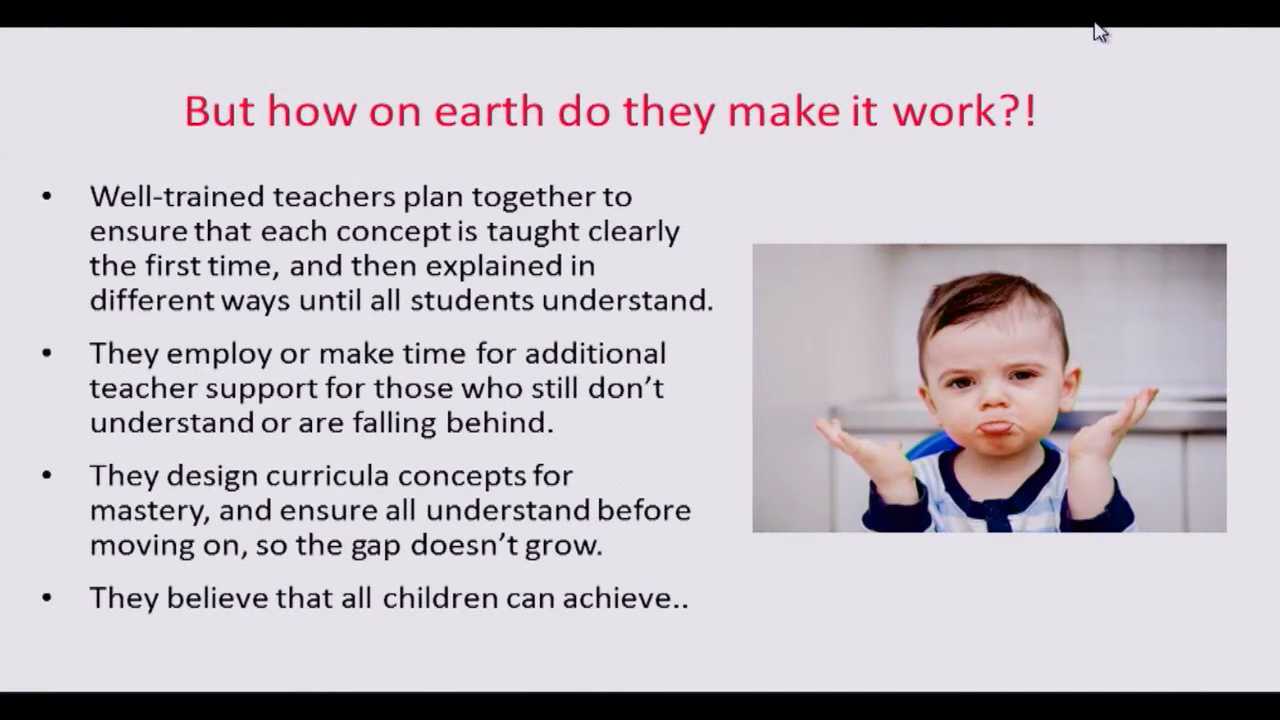 But how on earth do they make it work?!
• Well-trained teachers plan together to
ensure that each concept is taught clearly
the first time, and then explained in
different ways until all students understand.
• They employ or make time for additional
teacher support for those who still don’t
understand or are falling behind.
• They design curricula concepts for
mastery, and ensure all understand before
moving on, so the gap doesn’t grow.
• They believe that all children can achieve..